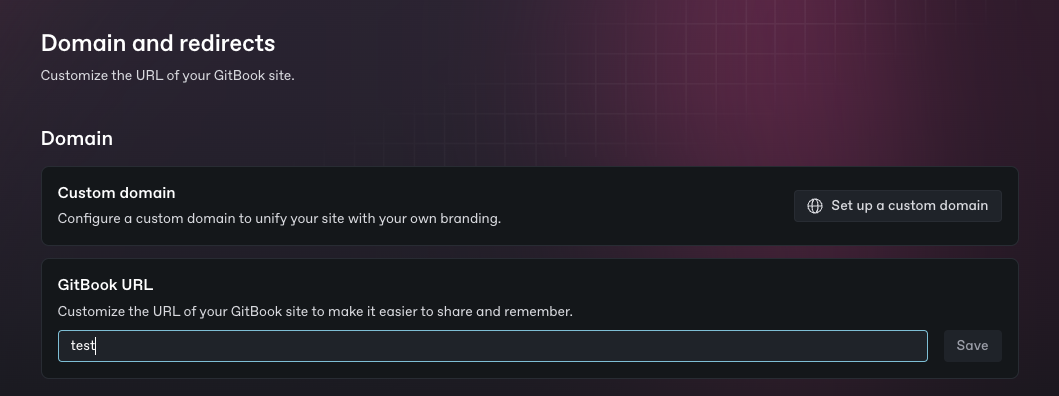 Domain and redirects
Customize the URL of your GitBook site.
Domain
Custom domain
Configure a custom domain to unify your site with your own branding.
Set up a custom domain
GitBook URL
Customize the URL of your GitBook site to make it easier to share and remember.
test
Save